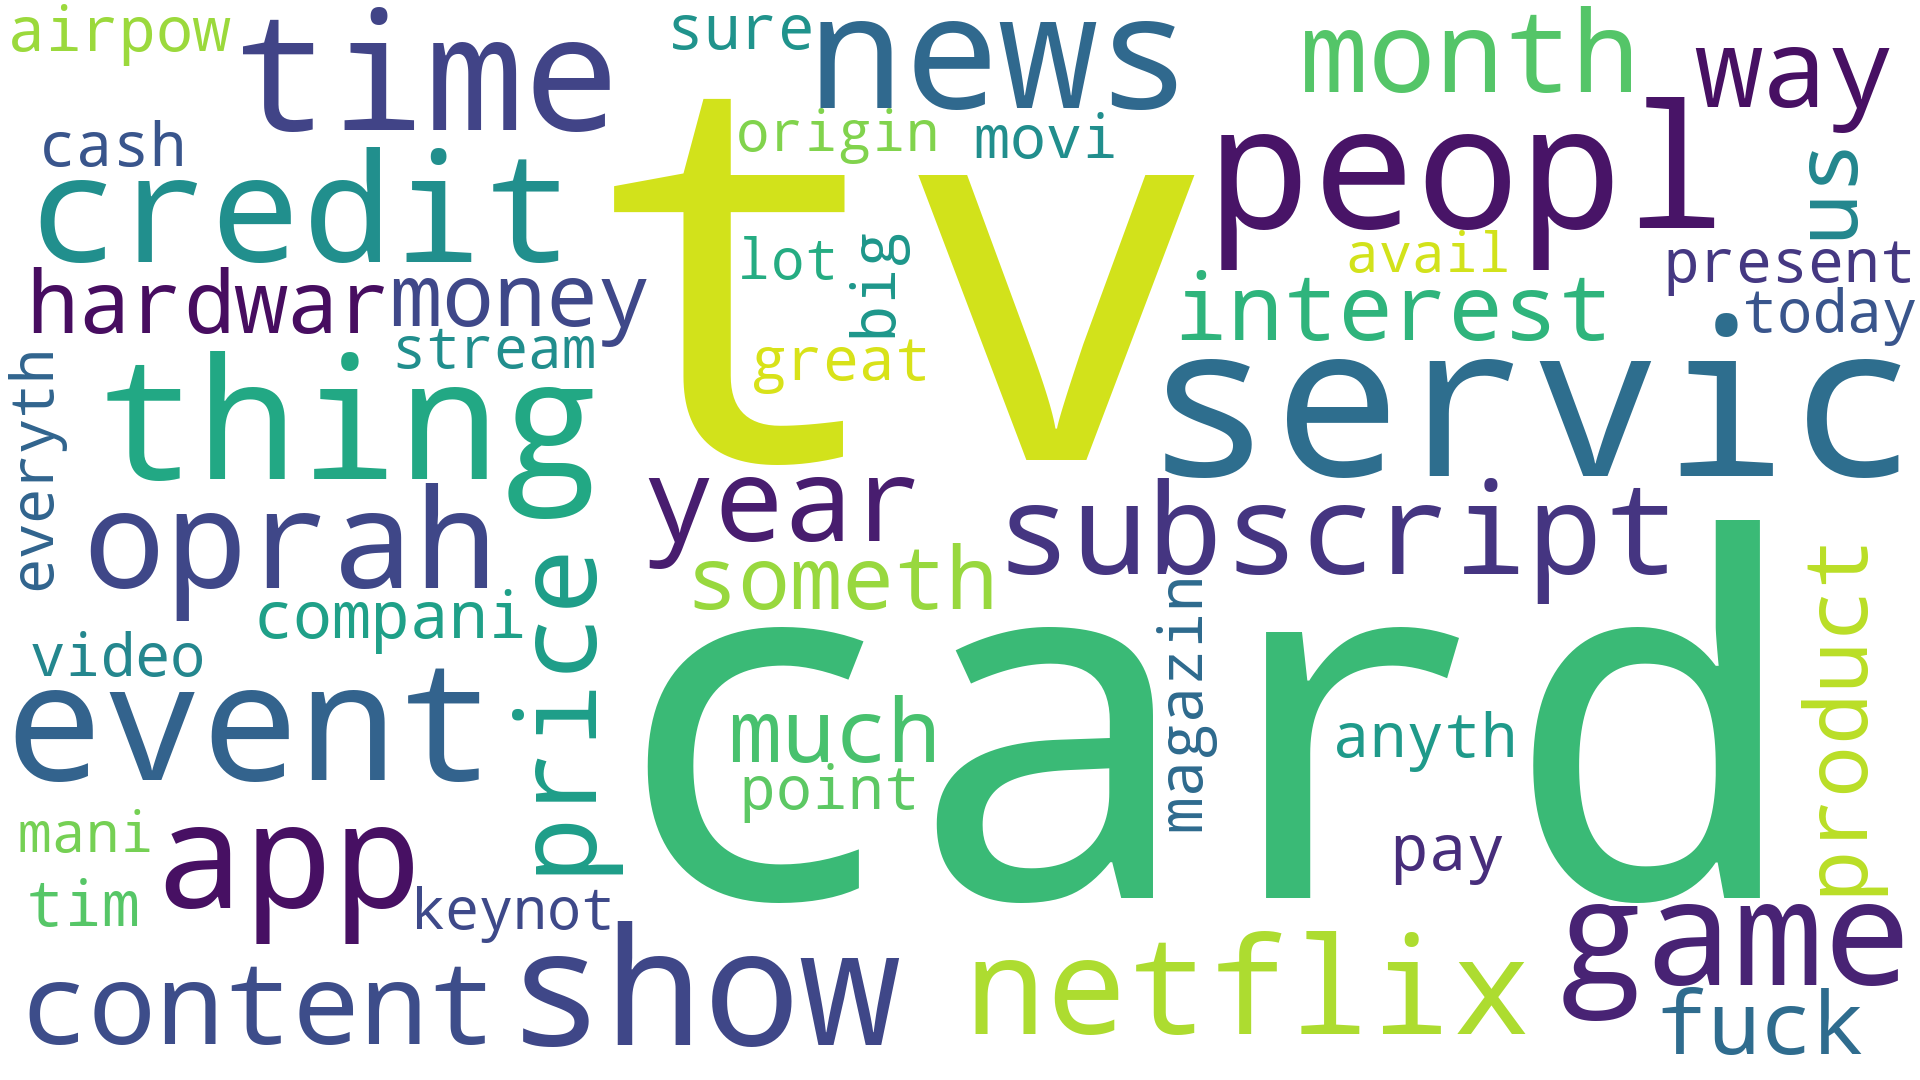 airpow
time
sure
news
month
way
cash
credit
origin
movi
peopl
us
tv
lot
big
avail
present
hardwar
money
interest
today
stream
great
everyth
thing
servic
oprah
year
subscript
price
someth
compani
magazin
product
video
card
event
much
anyth
point
mani
app
pay
tim
keynot
game
content
show
netflix
fuck